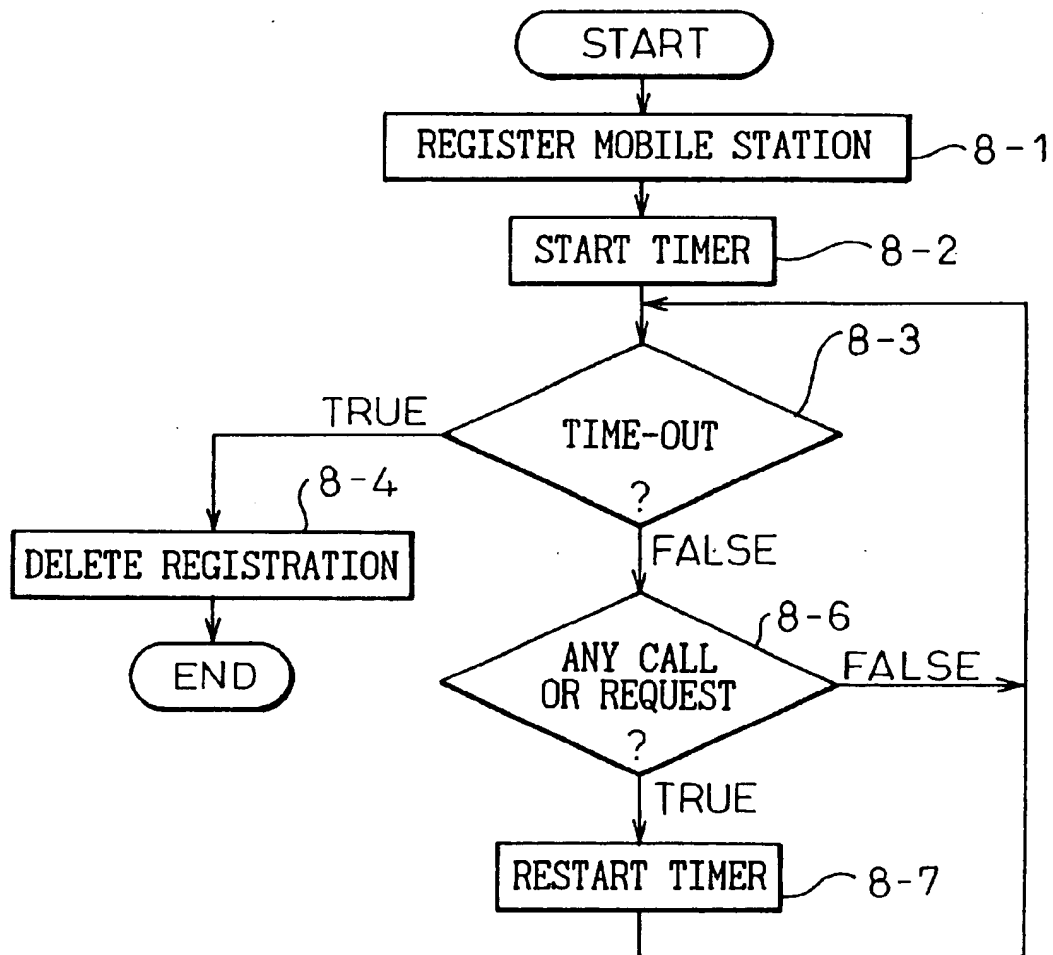 START
REGISTER MOBILE STATION
8-1
START TIMER
8-2
8-3
TRUE
TIME-OUT
?
8-4
DELETE REGISTRATION
FALSE
END
8-6
ANY CALL
OR REQUEST
?
FALSE
TRUE
RESTART TIMER
8-7